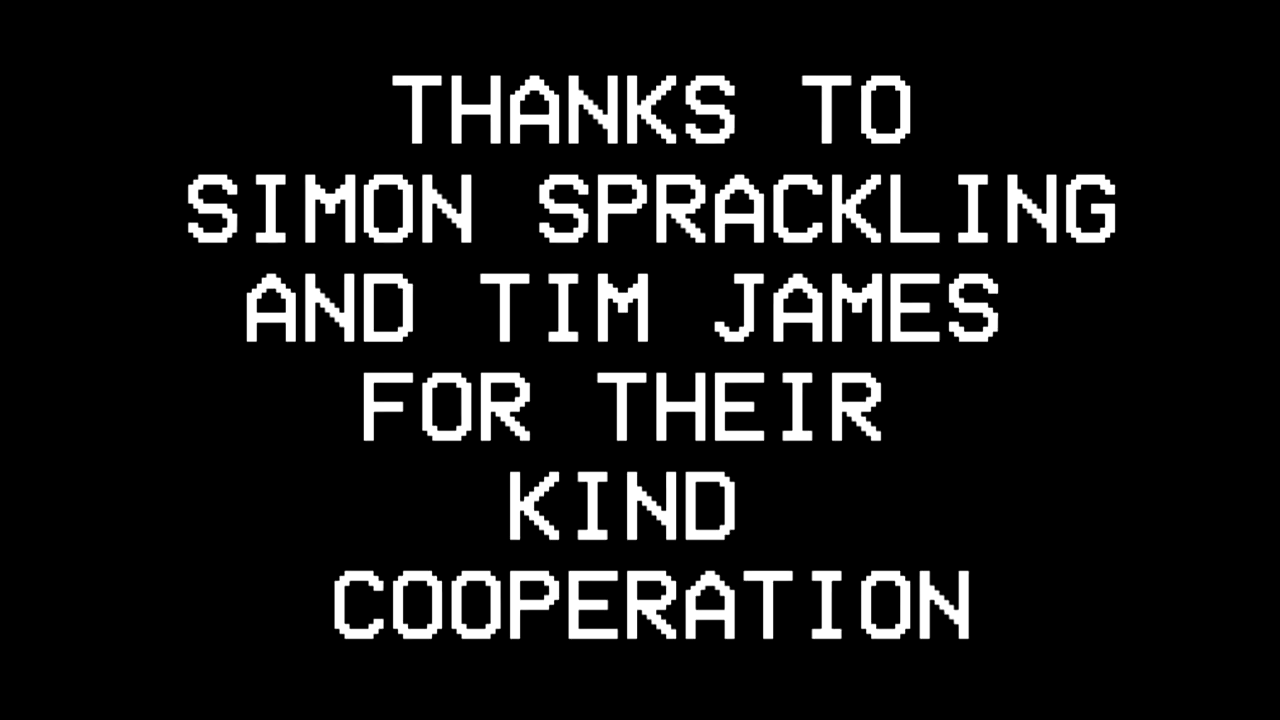 THANKS TO
SIMON SPRACKLING
AND TIM JAMES
FOR THEIR
KIND
COOPERATION